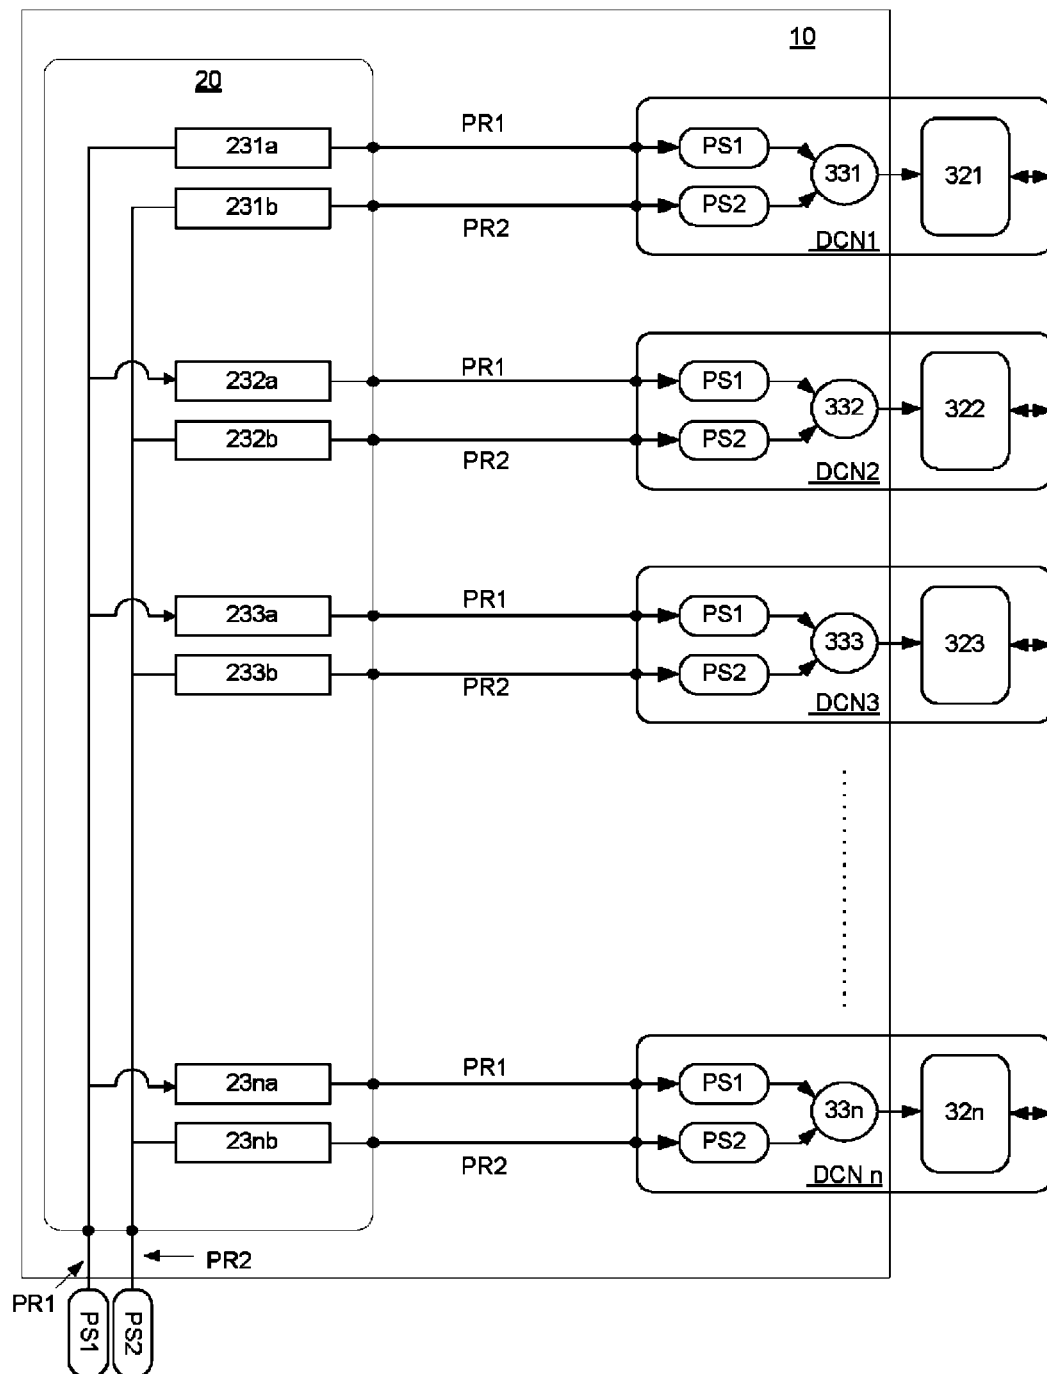 10
20
231a
PR1
PS1
331
321
231b
PR2
PS2
DCN1
232a
PR1
PS1
332
322
232b
PR2
PS2
DCN2
233a
PR1
PS1
333
323
233b
PR2
PS2
DCN3
23na
PR1
PS1
33n
32n
23nb
PR2
PS2
DCN n
PR2
PR1
PS1
PS2